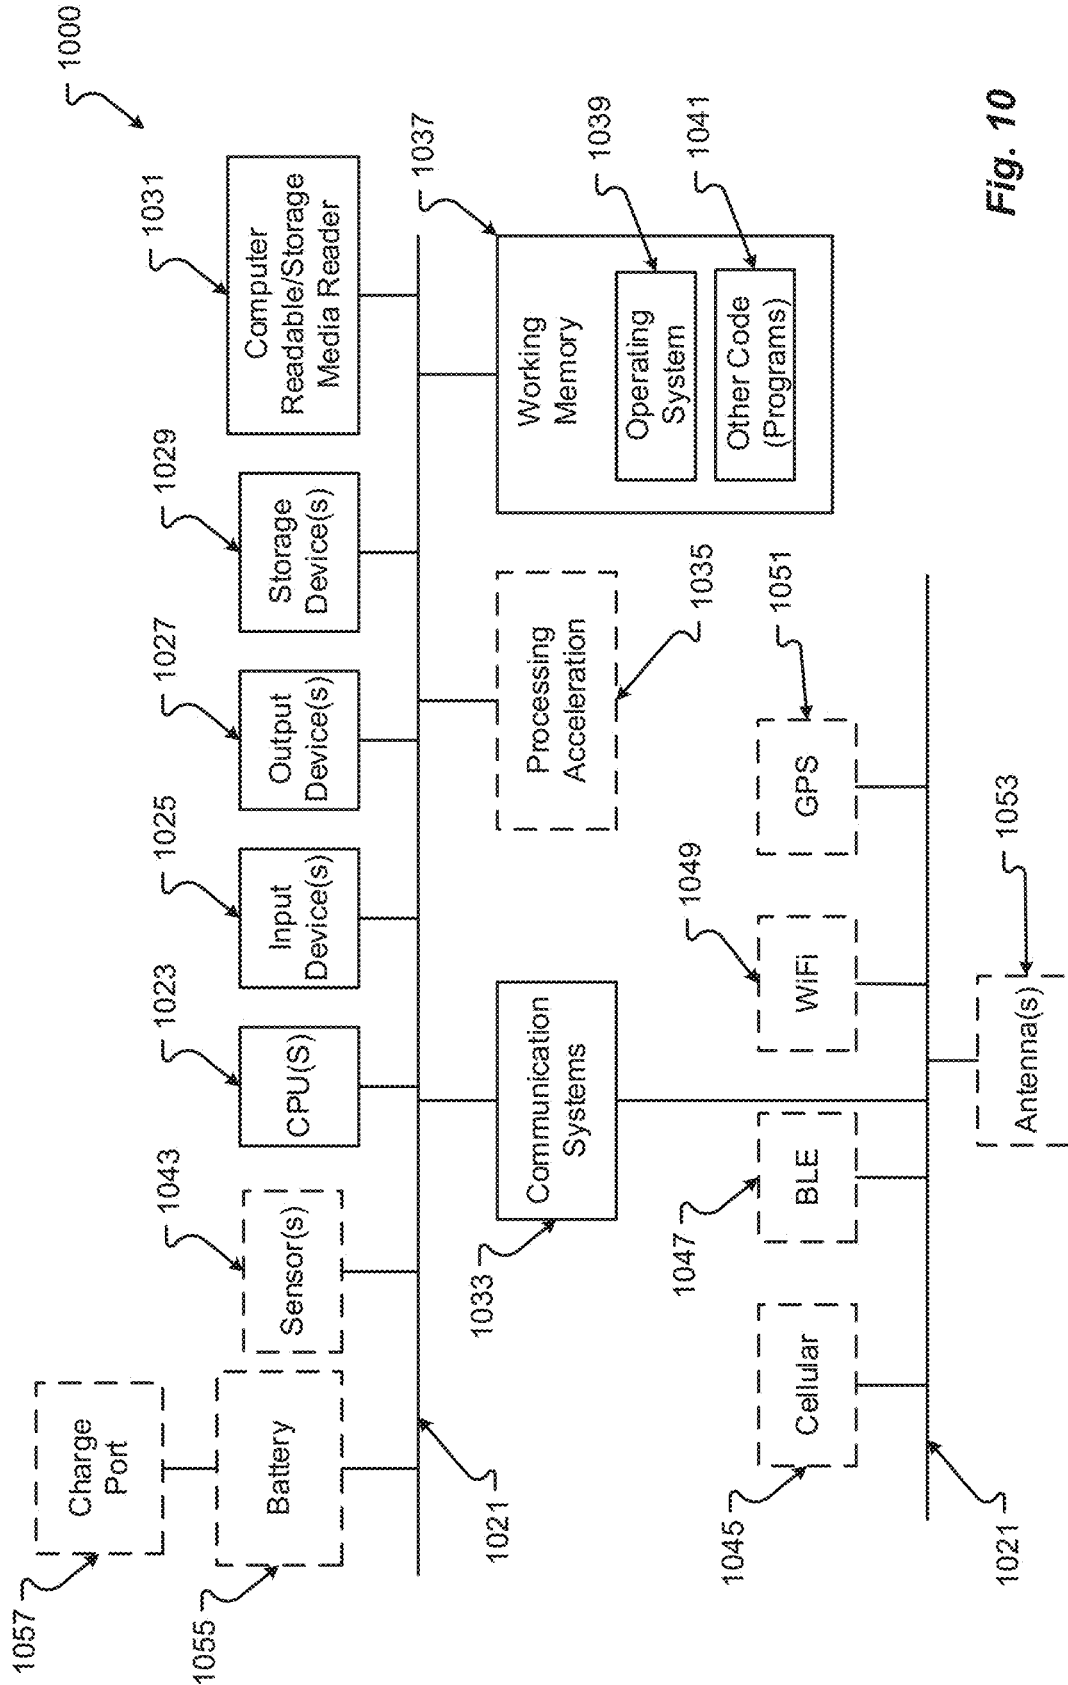 1000
1057
Charge
Port
1055
Battery
1043
Sensor(s)
1023
CPU(S)
1025
Input
Device(s)
1027
Output
Device(s)
1029
Storage
Device(s)
1031
Computer
Readable/Storage
Media Reader
1021
1033
Communication
Systems
Processing
Acceleration
1035
1037
Working
Memory
Operating
System
1039
Other Code
(Programs)
1041
1045
Cellular
1047
BLE
1049
WiFi
1051
GPS
1021
Antenna(s)
1053
Fig. 10